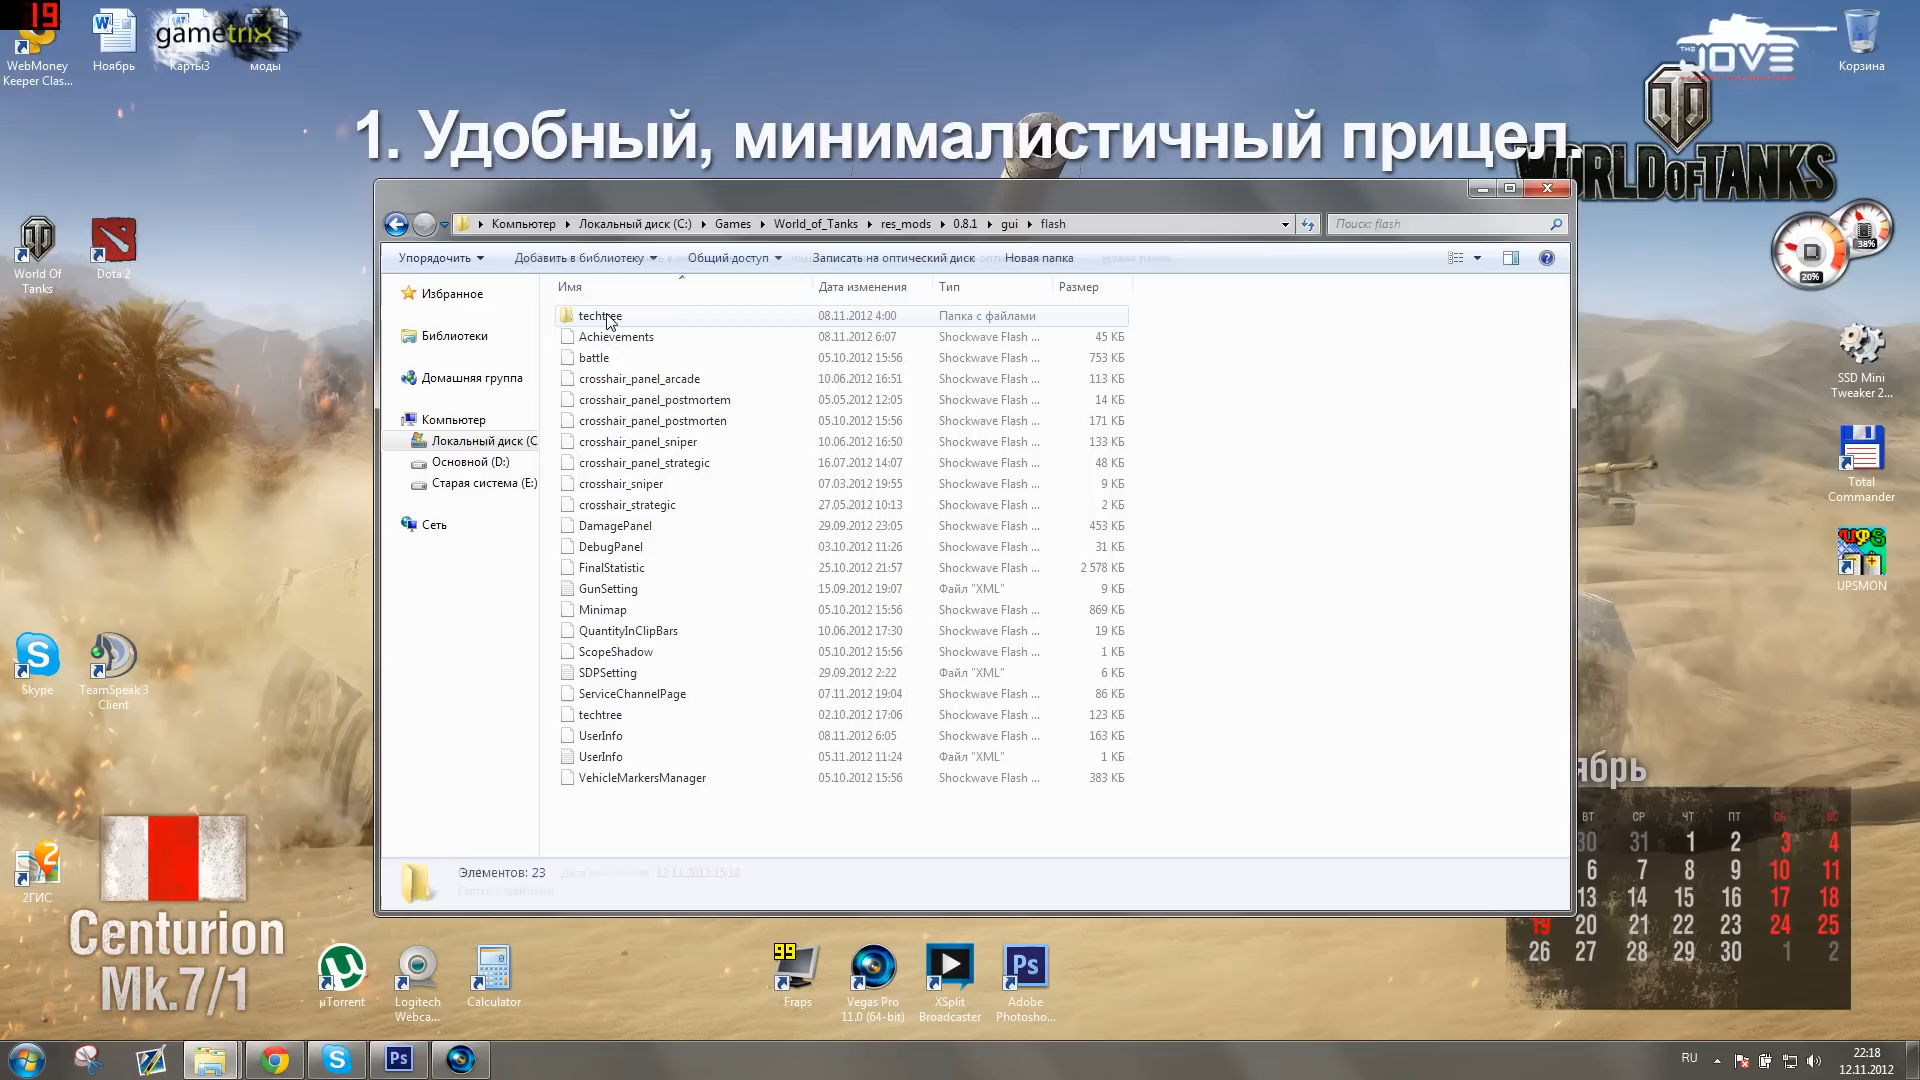 19
WebMoney
Keeper Clas...
Ноябрь
Карты3
моды
gametrix
THE JOVE
Корзина
1. Удобный, минималистичный прицел.
WORLD OF TANKS
Компьютер
Локальный диск (C:)
Games
World_of_Tanks
res_mods
0.8.1
gui
flash
Поиск: flash
Упорядочить
Добавить в библиотеку
Общий доступ
Записать на оптический диск
Новая папка
38%
20%
World Of
Tanks
Dota 2
Избранное
Библиотеки
Домашняя группа
Компьютер
Локальный диск (C
Основной (D:)
Старая система (E:)
Сеть
Имя Дата изменения Тип Размер
techtree 08.11.2012 4:00 Папка с файлами
Achievements 08.11.2012 6:07 Shockwave Flash ... 45 КБ
battle 05.10.2012 15:56 Shockwave Flash ... 753 КБ
crosshair_panel_arcade 10.06.2012 16:51 Shockwave Flash ... 113 КБ
crosshair_panel_postmortem 05.05.2012 12:05 Shockwave Flash ... 14 КБ
crosshair_panel_postmorten 05.10.2012 15:56 Shockwave Flash ... 171 КБ
crosshair_panel_sniper 10.06.2012 16:50 Shockwave Flash ... 133 КБ
crosshair_panel_strategic 16.07.2012 14:07 Shockwave Flash ... 48 КБ
crosshair_sniper 07.03.2012 19:55 Shockwave Flash ... 9 КБ
crosshair_strategic 27.05.2012 10:13 Shockwave Flash ... 2 КБ
DamagePanel 29.09.2012 23:05 Shockwave Flash ... 453 КБ
DebugPanel 03.10.2012 11:26 Shockwave Flash ... 31 КБ
FinalStatistic 25.10.2012 21:57 Shockwave Flash ... 2 578 КБ
GunSetting 15.09.2012 19:07 Файл "XML" 9 КБ
Minimap 05.10.2012 15:56 Shockwave Flash ... 869 КБ
QuantityInClipBars 10.06.2012 17:30 Shockwave Flash ... 19 КБ
ScopeShadow 05.10.2012 15:56 Shockwave Flash ... 1 КБ
SDPSetting 29.09.2012 2:22 Файл "XML" 6 КБ
ServiceChannelPage 07.11.2012 19:04 Shockwave Flash ... 86 КБ
techtree 02.10.2012 17:06 Shockwave Flash ... 123 КБ
UserInfo 08.11.2012 6:05 Shockwave Flash ... 163 КБ
UserInfo 05.11.2012 11:24 Файл "XML" 1 КБ
VehicleMarkersManager 05.10.2012 15:56 Shockwave Flash ... 383 КБ
Элементов: 23
SSD Mini
Tweaker 2...
Total
Commander
UPS
UPSMON
Skype
TeamSpeak 3
Client
2ГИС
Centurion
Mk.7/1
ябрь
ВТ СР ЧТ ПТ СБ ВС
30 31 1 2 3 4
6 7 8 9 10 11
13 14 15 16 17 18
19 20 21 22 23 24 25
26 27 28 29 30 1 2
µTorrent
Logitech
Webca...
Calculator
99
Fraps
Vegas Pro
11.0 (64-bit)
XSplit
Broadcaster
Ps
Adobe
Photosho...
Ps
RU
22:18
12.11.2012